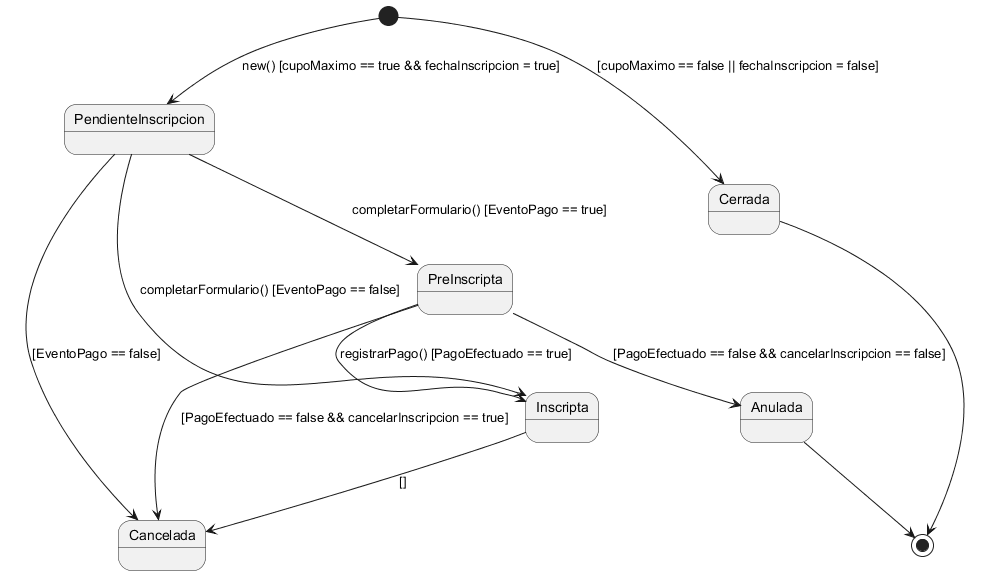 new() [cupoMaximo == true && fechaInscripcion = true]
[cupoMaximo == false || fechaInscripcion = false]
PendienteInscripcion
Cerrada
completarFormulario() [EventoPago == true]
PreInscripta
completarFormulario() [EventoPago == false]
[EventoPago == false]
registrarPago() [PagoEfectuado == true]
[PagoEfectuado == false && cancelarInscripcion == false]
Inscripta
Anulada
[PagoEfectuado == false && cancelarInscripcion == true]
[]
Cancelada